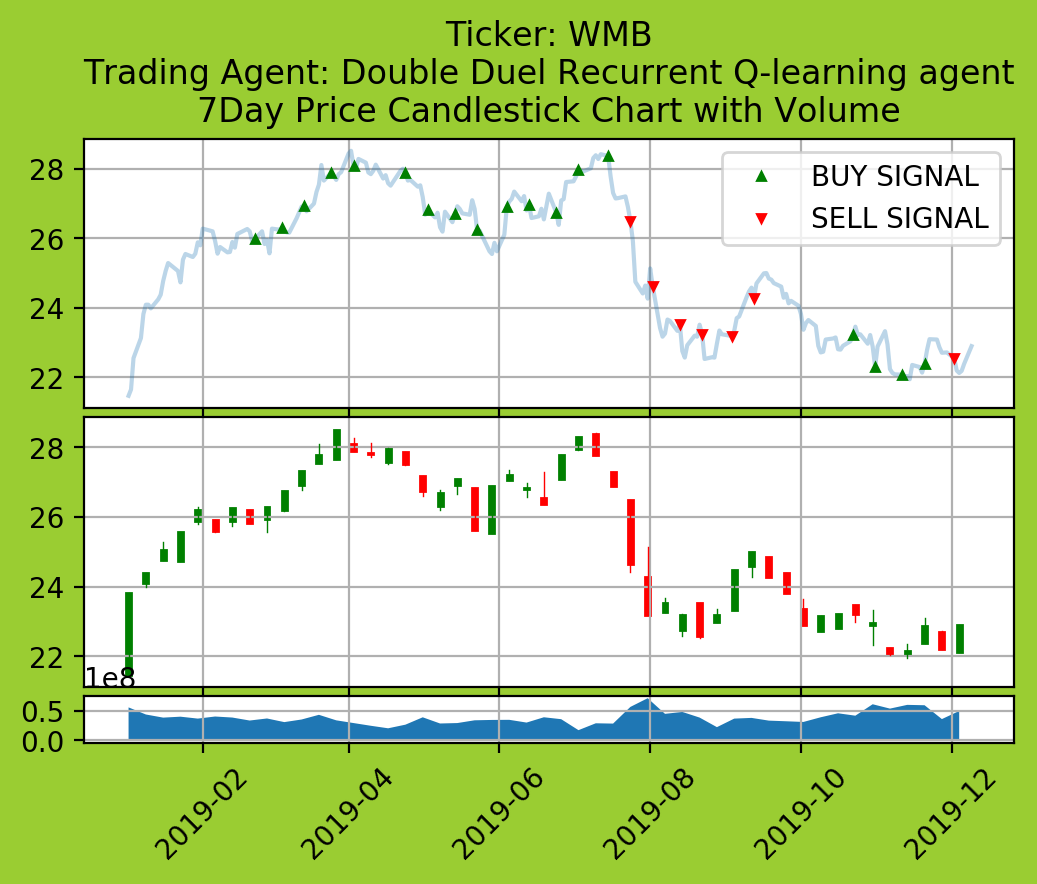 Ticker: WMB
Trading Agent: Double Duel Recurrent Q-learning agent
7Day Price Candlestick Chart with Volume
28
26
24
22
BUY SIGNAL
SELL SIGNAL
28
26
24
22
1e8
0.5
0.0
2019-02
2019-04
2019-06
2019-08
2019-10
2019-12